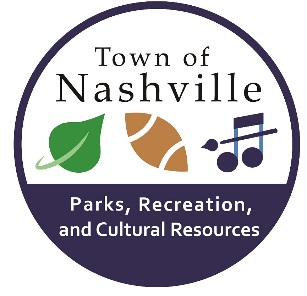 Town of
Nashville
Parks, Recreation,
and Cultural Resources